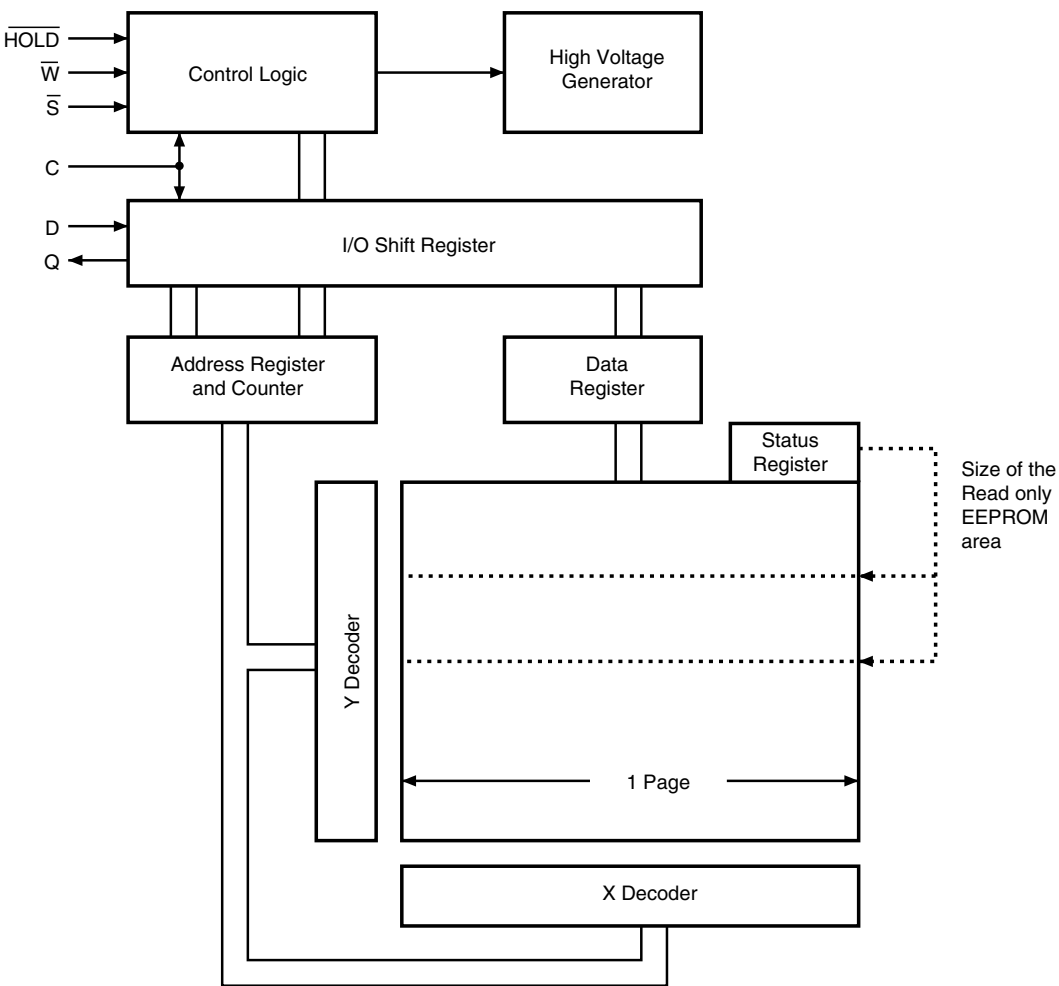 HOLD
W
S
C
D
Q
Control Logic
High Voltage
Generator
I/O Shift Register
Address Register
and Counter
Data
Register
Status
Register
Size of the
Read only
EEPROM
area
Y Decoder
1 Page
X Decoder